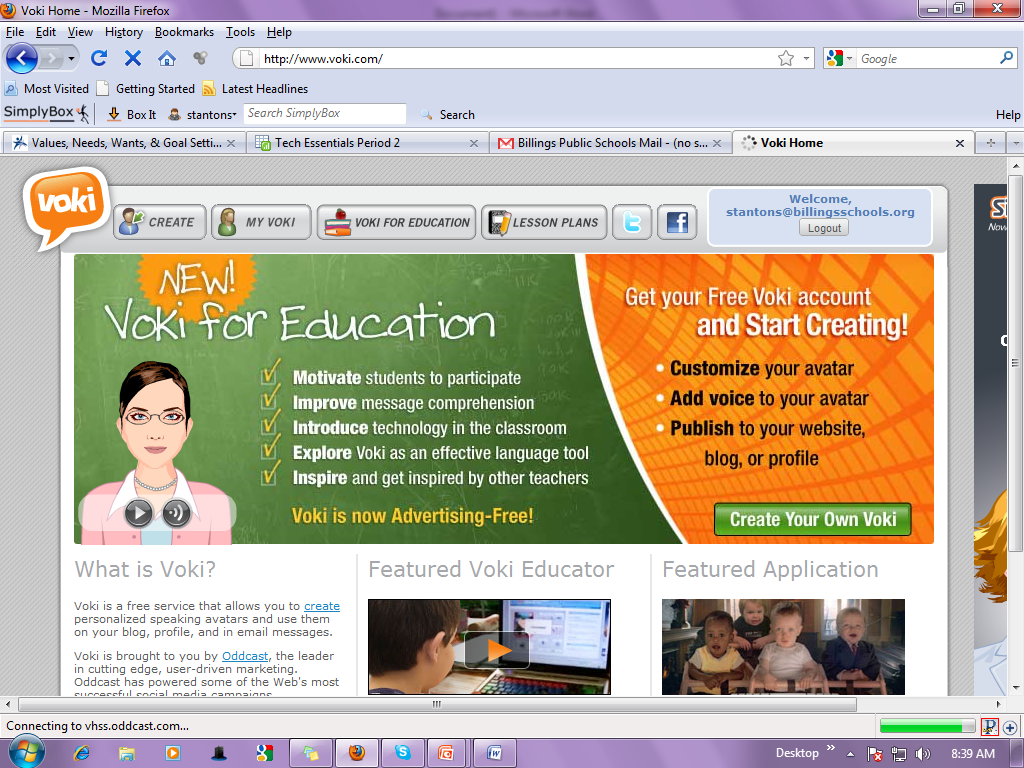 Voki Home - Mozilla Firefox
File Edit View History Bookmarks Tools Help
http://www.voki.com/
Google
Most Visited Getting Started Latest Headlines
SimplyBox Box It stantons Search SimplyBox Search Help
Values, Needs, Wants, & Goal Setti... Tech Essentials Period 2 Billings Public Schools Mail - (no s... Voki Home
voki
CREATE MY VOKI VOKI FOR EDUCATION LESSON PLANS
Welcome,
stantons@billingsschools.org
Logout
NEW!
Voki for Education
Motivate students to participate
Improve message comprehension
Introduce technology in the classroom
Explore Voki as an effective language tool
Inspire and get inspired by other teachers
Voki is now Advertising-Free!
Get your Free Voki account
and Start Creating!
• Customize your avatar
• Add voice to your avatar
• Publish to your website,
blog, or profile
Create Your Own Voki
What is Voki?
Voki is a free service that allows you to create
personalized speaking avatars and use them
on your blog, profile, and in email messages.
Voki is brought to you by Oddcast, the leader
in cutting edge, user-driven marketing.
Oddcast has powered some of the Web's most
successful social media campaigns
Featured Voki Educator
Featured Application
Connecting to vhss.oddcast.com...
Desktop 8:39 AM